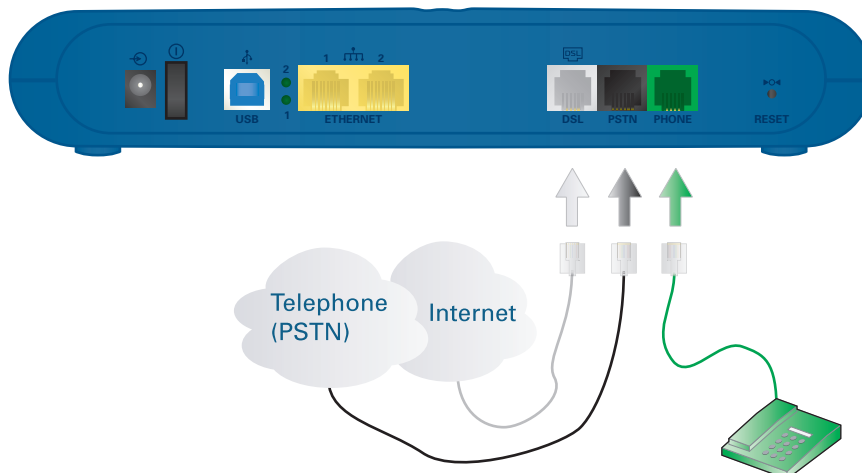 DSL
1
2
2
1
USB
ETHERNET
DSL
PSTN
PHONE
RESET
Telephone
(PSTN)
Internet